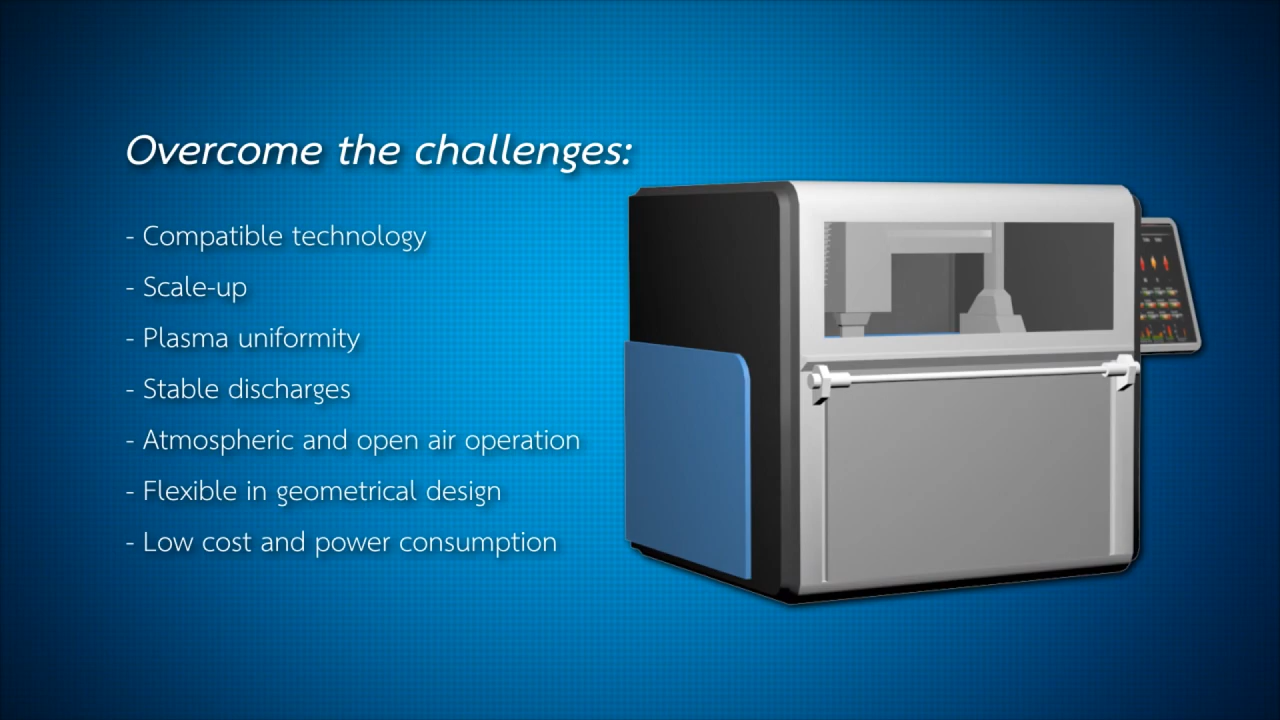 Overcome the challenges:
- Compatible technology
- Scale-up
- Plasma uniformity
- Stable discharges
- Atmospheric and open air operation
- Flexible in geometrical design
- Low cost and power consumption